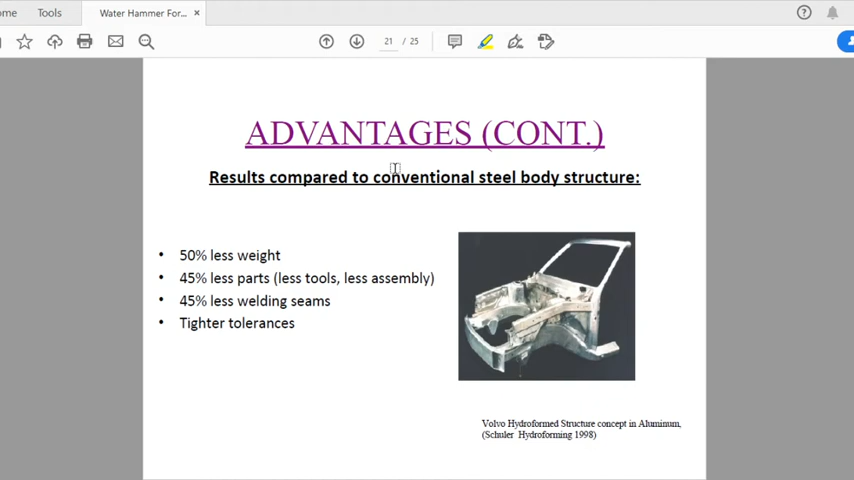 ome Tools Water Hammer For... ×
21 / 25
ADVANTAGES (CONT.)
Results compared to conventional steel body structure:
• 50% less weight
• 45% less parts (less tools, less assembly)
• 45% less welding seams
• Tighter tolerances
Volvo Hydroformed Structure concept in Aluminum,
(Schuler Hydroforming 1998)